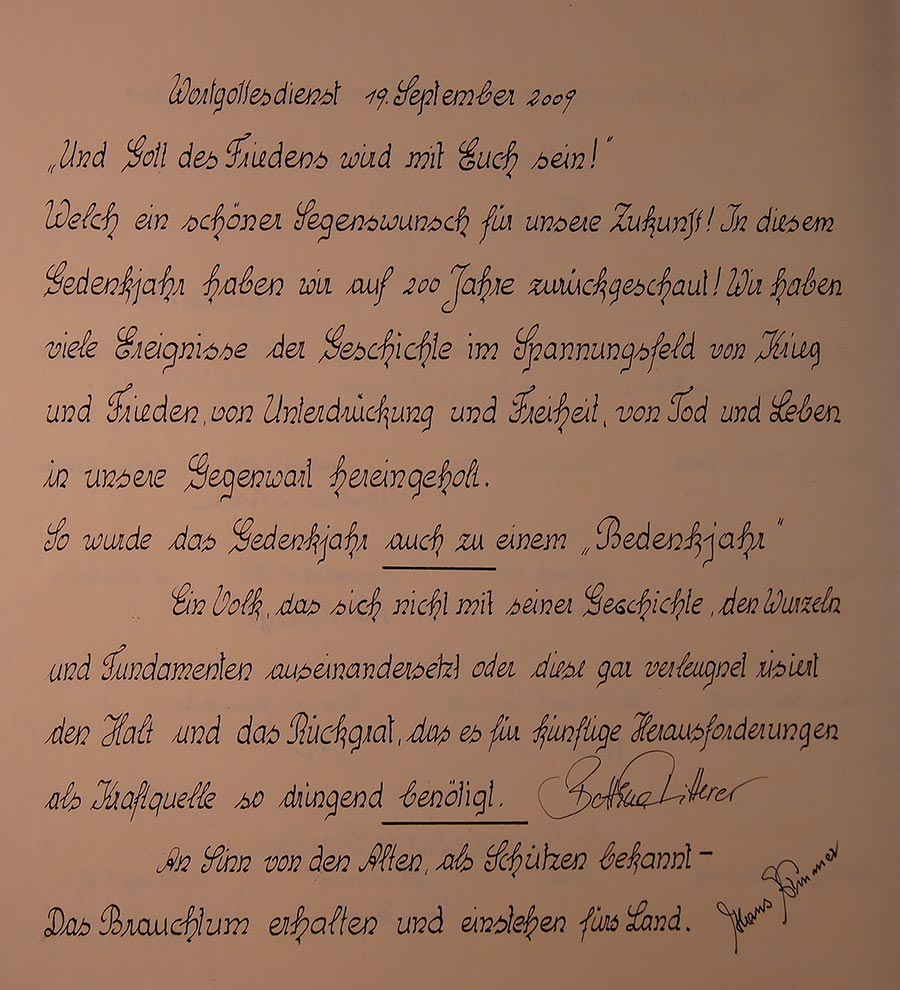 Wortgottesdienst 19. September 2009
„Und Gott des Friedens wird mit Euch sein!"
Welch ein schöner Segenswunsch für unsere Zukunft! In diesem
Gedenkjahr haben wir auf 200 Jahre zurückgeschaut! Wir haben
viele Ereignisse der Geschichte im Spannungsfeld von Krieg
und Frieden, von Unterdrückung und Freiheit, von Tod und Leben
in unsere Gegenwart hereingeholt.
So wurde das Gedenkjahr auch zu einem „Bedenkjahr"
Ein Volk, das sich nicht mit seiner Geschichte, den Wurzeln
und Fundamenten auseinandersetzt oder diese gar verleugnet risiert
den Halt und das Rückgrat, das es für künftige Herausforderungen
als Kraftquelle so dringend benötigt.
An Sinn von den Alten, als Schützen bekannt –
Das Brauchtum erhalten und einstehen fürs Land.
Hans